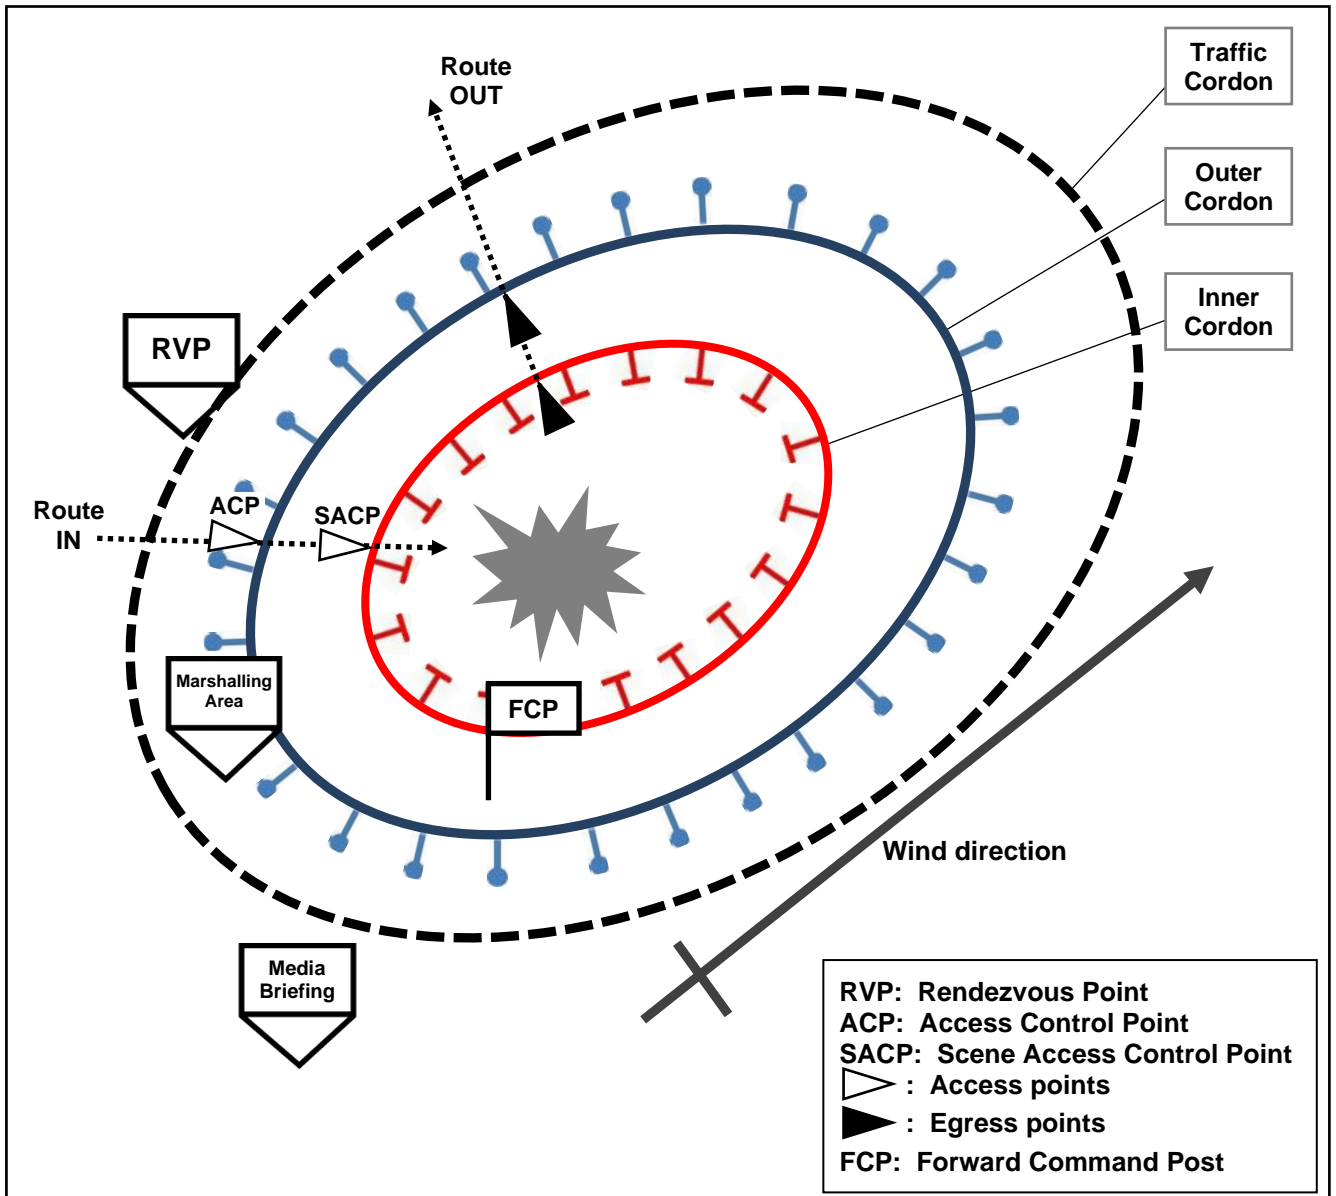 Route
OUT
Traffic
Cordon
Outer
Cordon
Inner
Cordon
RVP
ACP
SACP
Route
IN
Marshalling
Area
FCP
Wind direction
Media
Briefing
RVP: Rendezvous Point
ACP: Access Control Point
SACP: Scene Access Control Point
: Access points
: Egress points
FCP: Forward Command Post